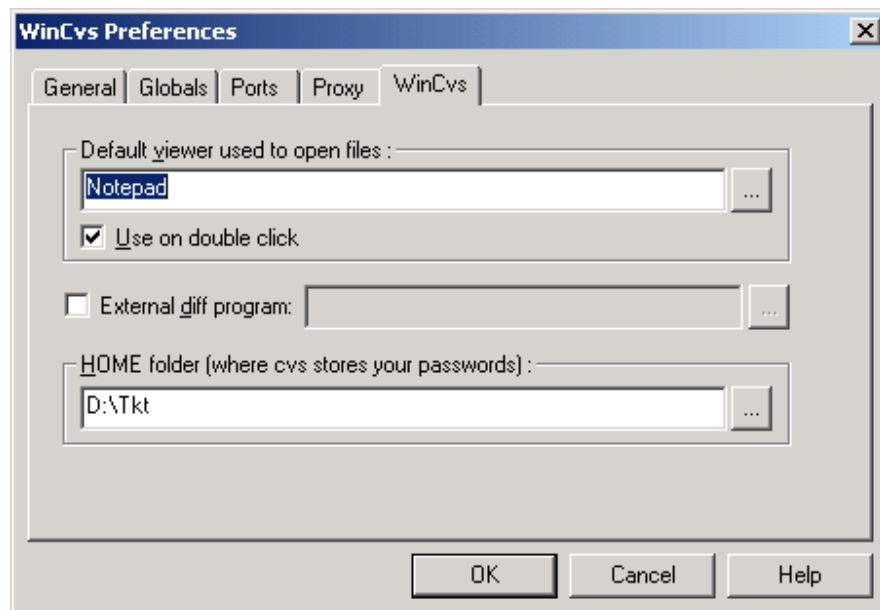 WinCvs Preferences
General Globals Ports Proxy WinCvs
Default viewer used to open files :
Notepad ...
Use on double click
External diff program: ...
HOME folder (where cvs stores your passwords) :
D:\Tkt ...
OK Cancel Help